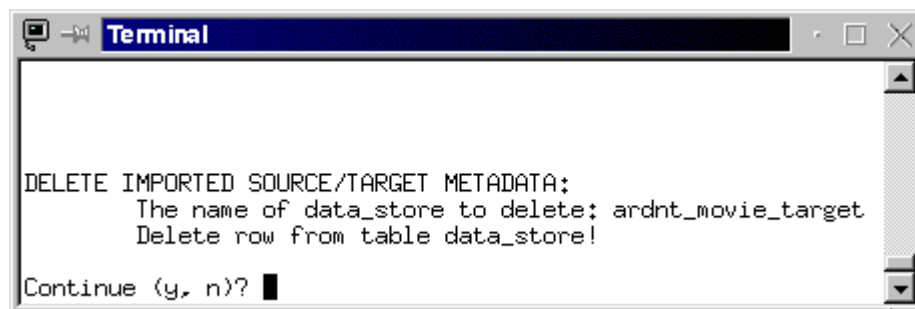 Terminal
DELETE IMPORTED SOURCE/TARGET METADATA:
The name of data_store to delete: ardnt_movie_target
Delete row from table data_store!
Continue (y, n)?